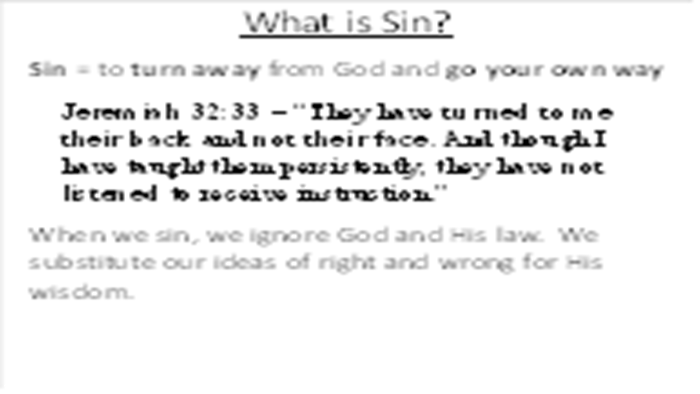 What is Sin?
Sin = to turn away from God and go your own way
Jeremiah 32:33 – "They have turned to me
their back and not their face. And though I
have taught them persistently, they have not
listened to receive instruction."
When we sin, we ignore God and His law. We
substitute our ideas of right and wrong for His
wisdom.